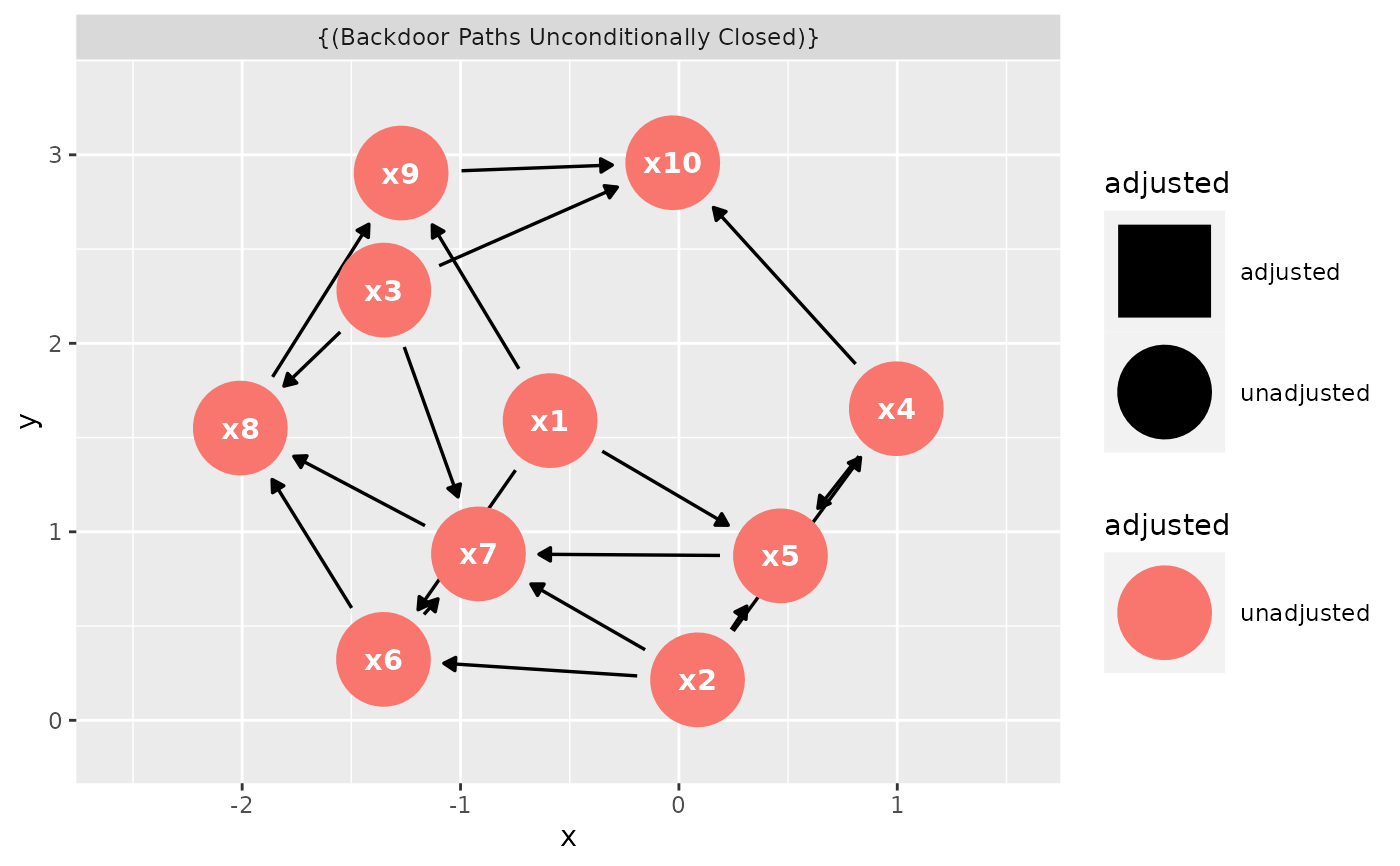 {(Backdoor Paths Unconditionally Closed)}
x9
x10
x3
x8
x1
x4
x7
x5
x6
x2
3
2
1
0
y
-2
-1
0
1
x
adjusted
adjusted
unadjusted
adjusted
unadjusted